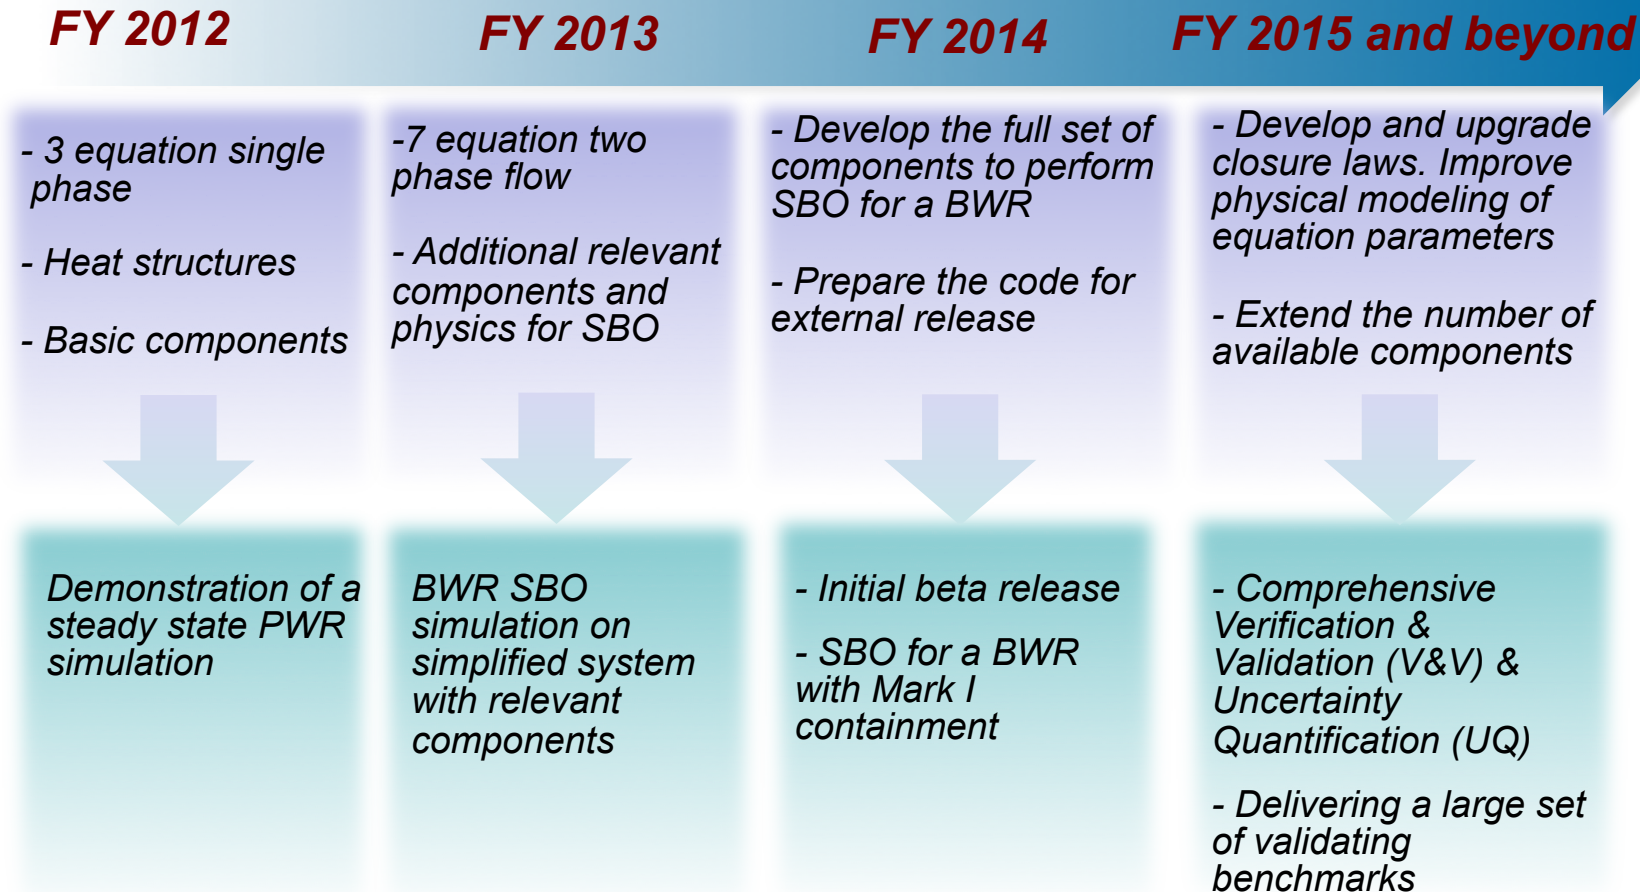 FY 2012
FY 2013
FY 2014
FY 2015 and beyond
- 3 equation single
phase
- Heat structures
- Basic components
-7 equation two
phase flow
- Additional relevant
components and
physics for SBO
- Develop the full set of
components to perform
SBO for a BWR
- Prepare the code for
external release
- Develop and upgrade
closure laws. Improve
physical modeling of
equation parameters
- Extend the number of
available components
Demonstration of a
steady state PWR
simulation
BWR SBO
simulation on
simplified system
with relevant
components
- Initial beta release
- SBO for a BWR
with Mark I
containment
- Comprehensive
Verification &
Validation (V&V) &
Uncertainty
Quantification (UQ)
- Delivering a large set
of validating
benchmarks